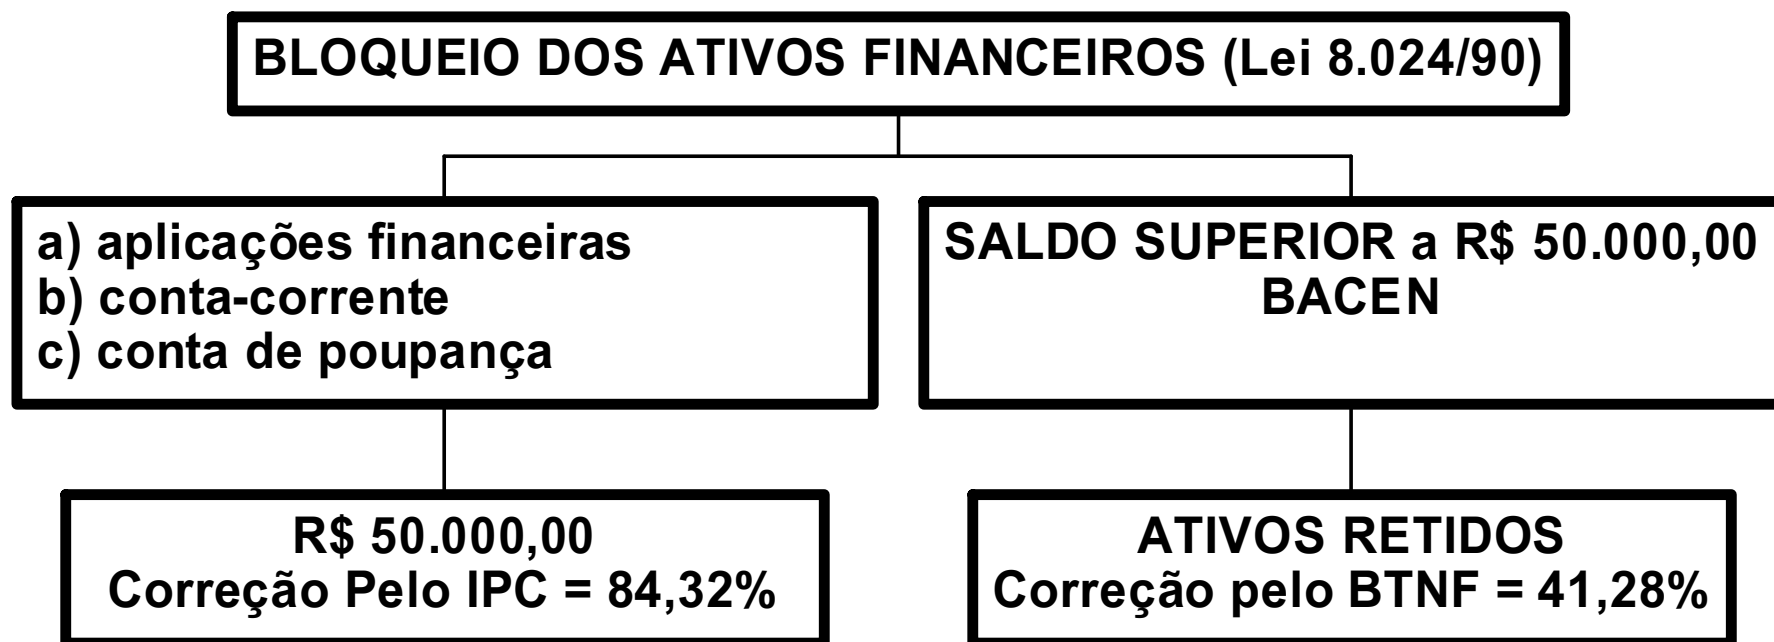 BLOQUEIO DOS ATIVOS FINANCEIROS (Lei 8.024/90)
a) aplicações financeiras
b) conta-corrente
c) conta de poupança
SALDO SUPERIOR a R$ 50.000,00
BACEN
R$ 50.000,00
Correção Pelo IPC = 84,32%
ATIVOS RETIDOS
Correção pelo BTNF = 41,28%